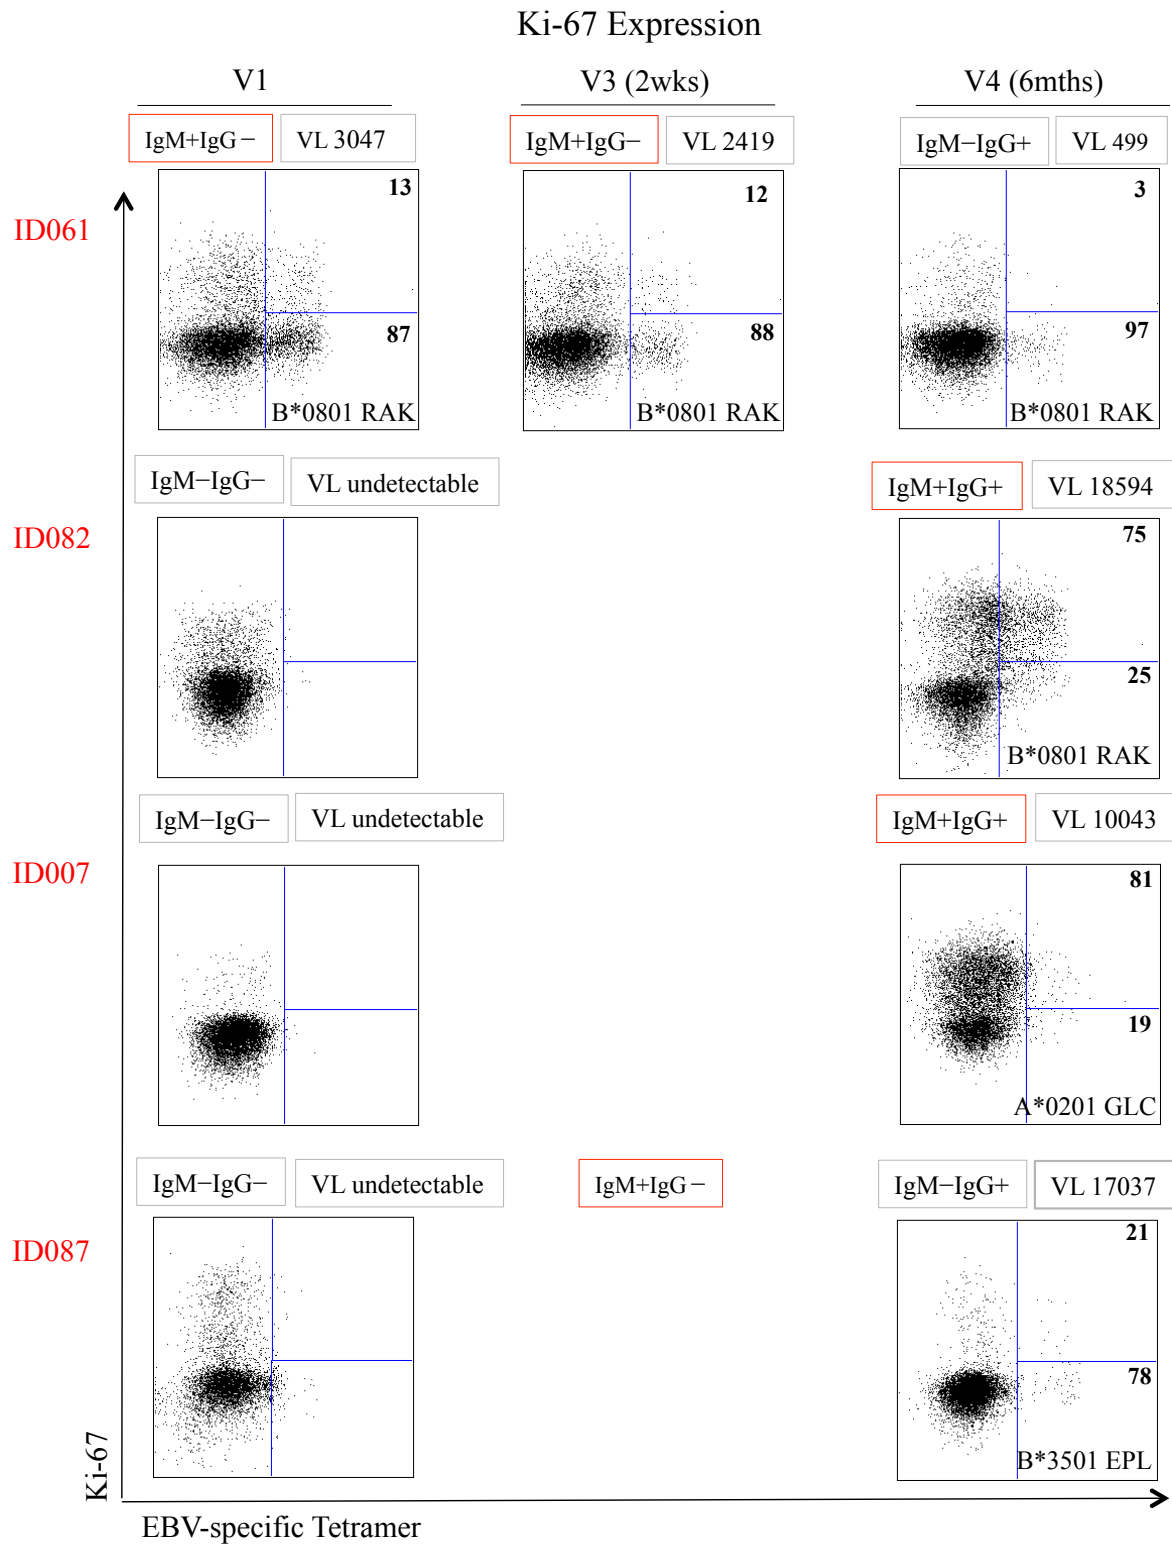 Ki-67 Expression
V1 V3 (2wks) V4 (6mths)
IgM+IgG− VL 3047 IgM+IgG− VL 2419 IgM−IgG+ VL 499
ID061
13 12 3
87 88 97
B*0801 RAK B*0801 RAK B*0801 RAK
IgM−IgG- VL undetectable IgM+IgG+ VL 18594
ID082
75
25
B*0801 RAK
IgM−IgG- VL undetectable IgM+IgG+ VL 10043
ID007
81
19
A*0201 GLC
IgM−IgG- VL undetectable IgM+IgG− IgM−IgG+ VL 17037
ID087
21
78
B*3501 EPL
Ki-67
EBV-specific Tetramer